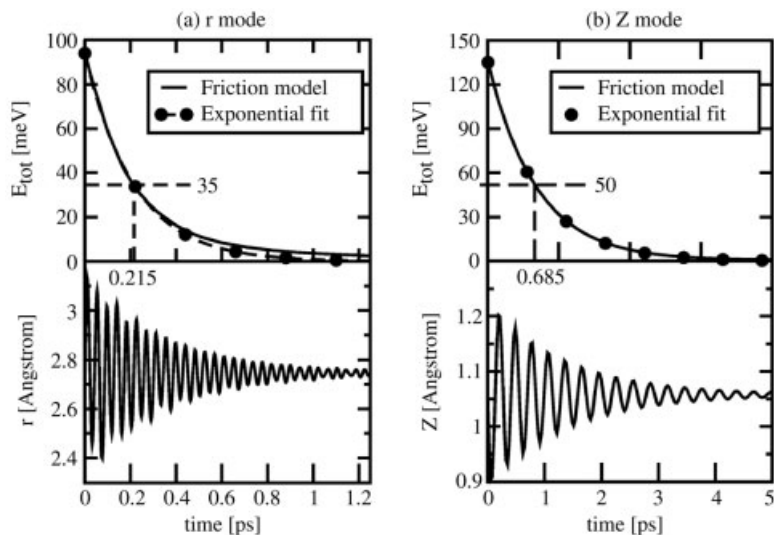 (a) r mode
100
80
60
40
20
0
E_tot [meV]
Friction model
Exponential fit
35
0.215
3
2.8
2.6
2.4
r [Angstrom]
0 0.2 0.4 0.6 0.8 1 1.2
time [ps]
(b) Z mode
150
120
90
60
30
0
E_tot [meV]
Friction model
Exponential fit
50
0.685
1.2
1.1
1
0.9
Z [Angstrom]
0 1 2 3 4 5
time [ps]